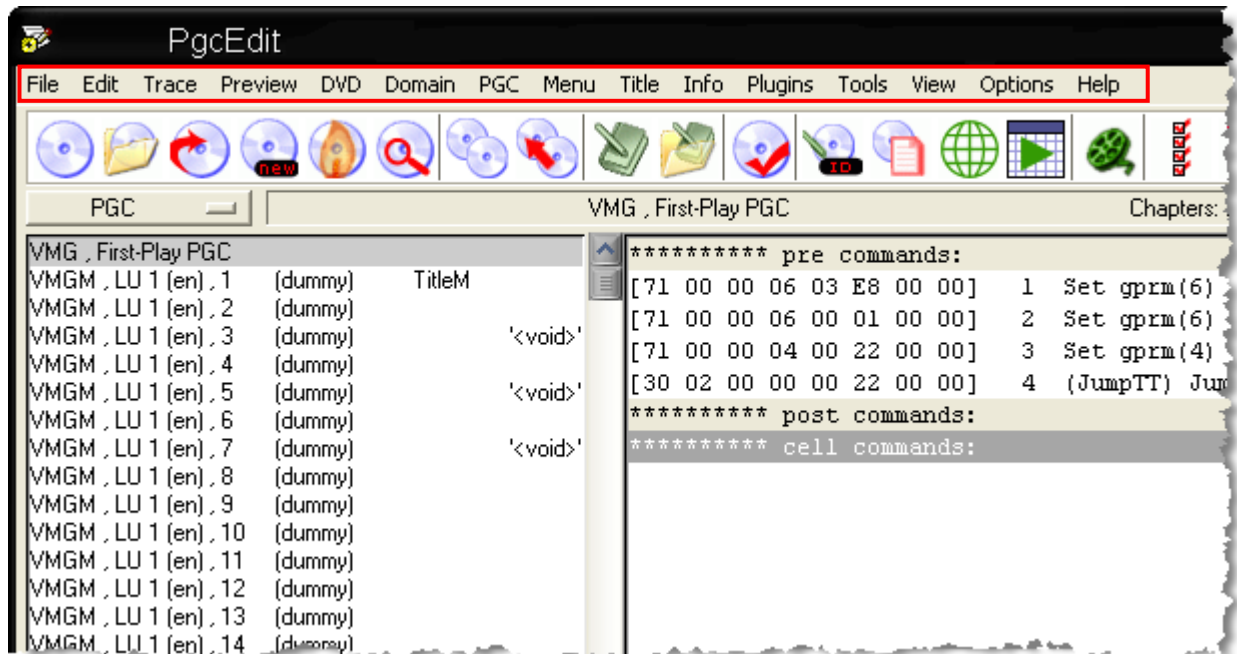 PgcEdit
File Edit Trace Preview DVD Domain PGC Menu Title Info Plugins Tools View Options Help
new ID
PGC VMG , First-Play PGC Chapters:
VMG , First-Play PGC
VMGM , LU 1 (en) , 1 (dummy) TitleM
VMGM , LU 1 (en) , 2 (dummy)
VMGM , LU 1 (en) , 3 (dummy) '<void>'
VMGM , LU 1 (en) , 4 (dummy)
VMGM , LU 1 (en) , 5 (dummy) '<void>'
VMGM , LU 1 (en) , 6 (dummy)
VMGM , LU 1 (en) , 7 (dummy) '<void>'
VMGM , LU 1 (en) , 8 (dummy)
VMGM , LU 1 (en) , 9 (dummy)
VMGM , LU 1 (en) , 10 (dummy)
VMGM , LU 1 (en) , 11 (dummy)
VMGM , LU 1 (en) , 12 (dummy)
VMGM , LU 1 (en) , 13 (dummy)
VMGM , LU 1 (en) , 14 (dummy)
********** pre commands:
[71 00 00 06 03 E8 00 00] 1 Set gprm(6)
[71 00 00 06 00 01 00 00] 2 Set gprm(6)
[71 00 00 04 00 22 00 00] 3 Set gprm(4)
[30 02 00 00 00 22 00 00] 4 (JumpTT)
********** post commands:
********** cell commands: